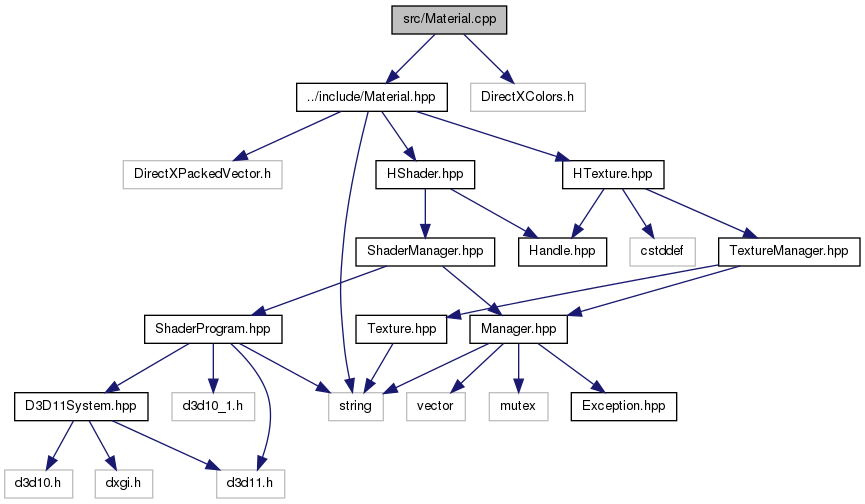 src/Material.cpp
../include/Material.hpp
DirectXColors.h
DirectXPackedVector.h
HShader.hpp
HTexture.hpp
ShaderManager.hpp
Handle.hpp
cstddef
TextureManager.hpp
ShaderProgram.hpp
Texture.hpp
Manager.hpp
D3D11System.hpp
d3d10_1.h
string
vector
mutex
Exception.hpp
d3d10.h
dxgi.h
d3d11.h